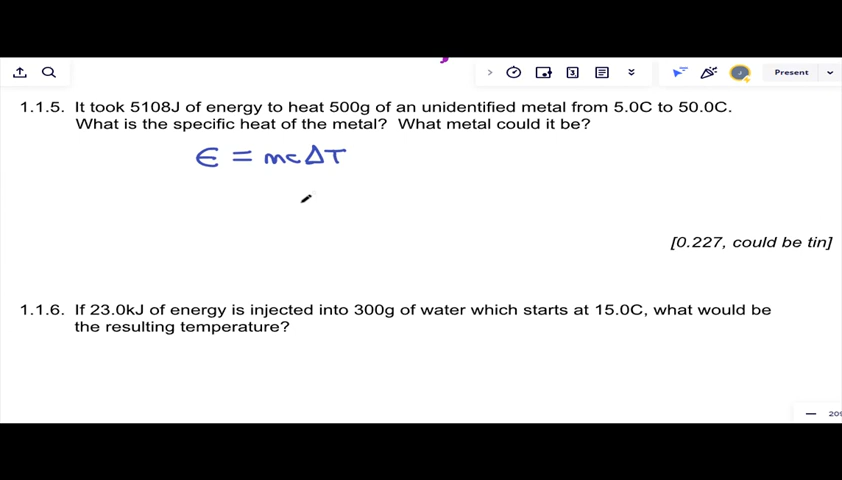 3
Present
1.1.5. It took 5108J of energy to heat 500g of an unidentified metal from 5.0C to 50.0C.
What is the specific heat of the metal? What metal could it be?
E = mcΔT
[0.227, could be tin]
1.1.6. If 23.0kJ of energy is injected into 300g of water which starts at 15.0C, what would be
the resulting temperature?